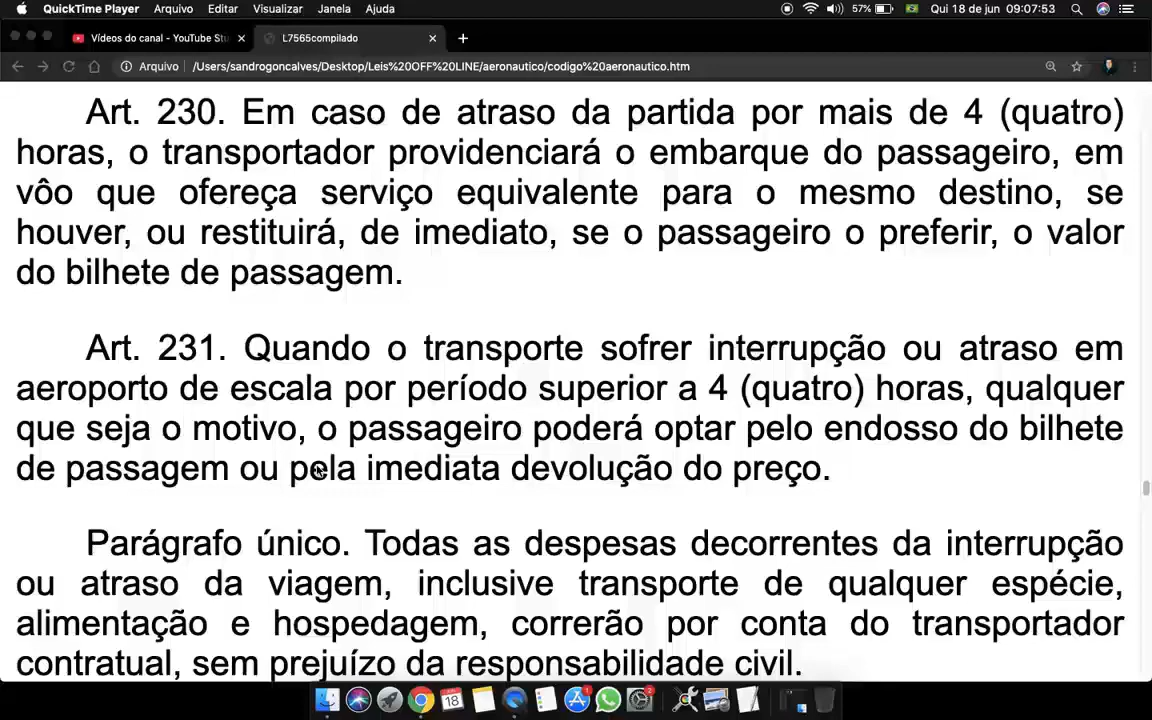 QuickTime Player Arquivo Editar Visualizar Janela Ajuda 57% Qui 18 de jun 09:07:53
Vídeos do canal - YouTube Stu × L7565compilado × +
Arquivo /Users/sandrogoncalves/Desktop/Leis%20OFF%20LINE/aeronautico/codigo%20aeronautico.htm
Art. 230. Em caso de atraso da partida por mais de 4 (quatro)
horas, o transportador providenciará o embarque do passageiro, em
vôo que ofereça serviço equivalente para o mesmo destino, se
houver, ou restituirá, de imediato, se o passageiro o preferir, o valor
do bilhete de passagem.
Art. 231. Quando o transporte sofrer interrupção ou atraso em
aeroporto de escala por período superior a 4 (quatro) horas, qualquer
que seja o motivo, o passageiro poderá optar pelo endosso do bilhete
de passagem ou pela imediata devolução do preço.
Parágrafo único. Todas as despesas decorrentes da interrupção
ou atraso da viagem, inclusive transporte de qualquer espécie,
alimentação e hospedagem, correrão por conta do transportador
contratual, sem prejuízo da responsabilidade civil.
18 1 2